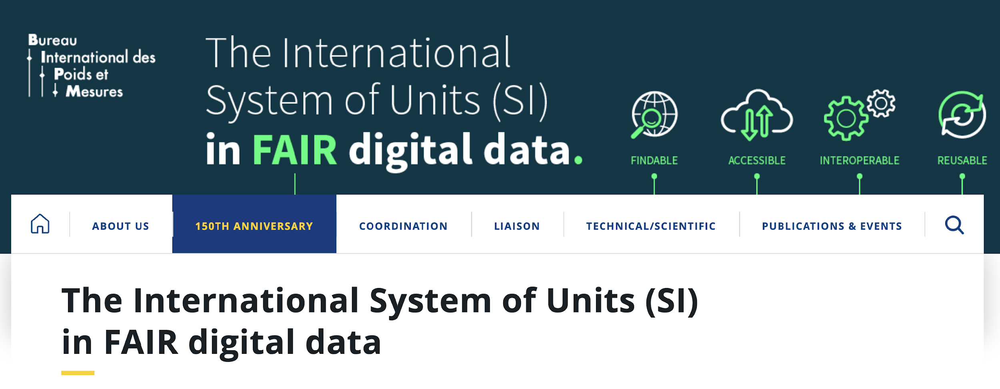 Bureau
International des
Poids et
Mesures
The International
System of Units (SI)
in FAIR digital data.
FINDABLE
ACCESSIBLE
INTEROPERABLE
REUSABLE
ABOUT US
150TH ANNIVERSARY
COORDINATION
LIAISON
TECHNICAL/SCIENTIFIC
PUBLICATIONS & EVENTS
The International System of Units (SI)
in FAIR digital data